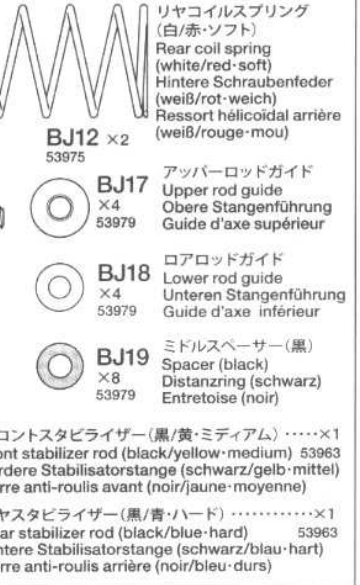 リヤコイルスプリング
(白/赤・ソフト)
Rear coil spring
(white/red・soft)
Hintere Schraubenfeder
(weiß/rot・weich)
Ressort hélicoïdal arrière
(weiß/rouge・mou)
BJ12 ×2
53975
アッパーロッドガイド
BJ17 Upper rod guide
×4 Obere Stangenführung
53979 Guide d'axe supérieur
ロアロッドガイド
BJ18 Lower rod guide
×4 Unteren Stangenführung
53979 Guide d'axe inférieur
ミドルスペーサー(黒)
BJ19 Spacer (black)
×8 Distanzring (schwarz)
53979 Entretoise (noir)
コントスタビライザー(黒/黄・ミディアム) ・・・・・×1
ont stabilizer rod (black/yellow・medium) 53963
rdere Stabilisatorstange (schwarz/gelb・mittel)
rre anti-roulis avant (noir/jaune・moyenne)
ヤスタビライザー(黒/青・ハード) ・・・・・・・・・・・・×1
ar stabilizer rod (black/blue・hard) 53963
ntere Stabilisatorstange (schwarz/blau・hart)
rre anti-roulis arrière (noir/bleu・durs)